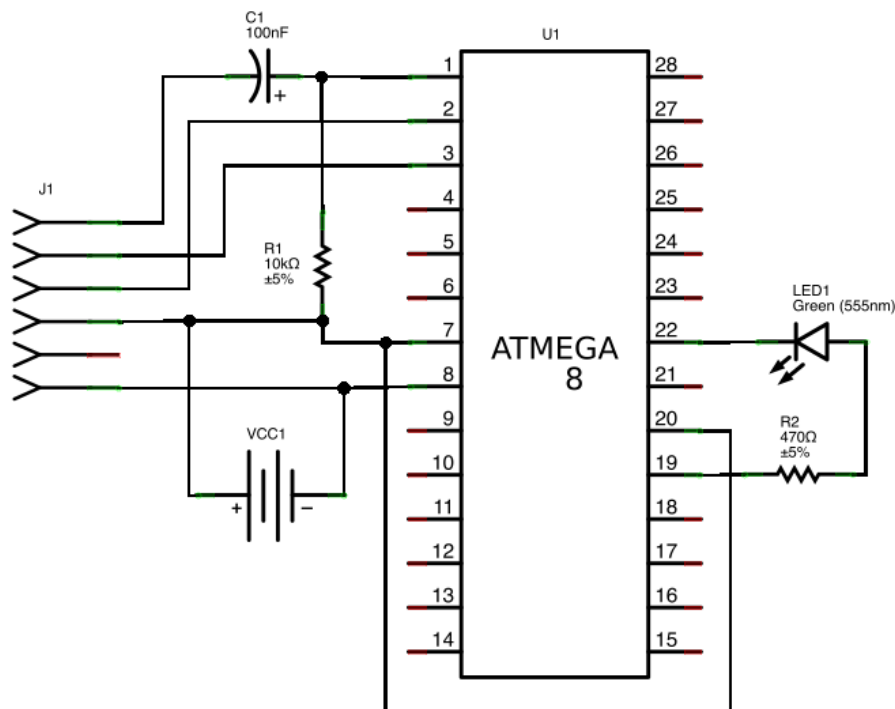 C1
100nF
+
U1
1
2
3
4
5
6
7
8
9
10
11
12
13
14
28
27
26
25
24
23
22
21
20
19
18
17
16
15
ATMEGA
8
J1
R1
10kΩ
±5%
VCC1
+ −
LED1
Green (555nm)
R2
470Ω
±5%